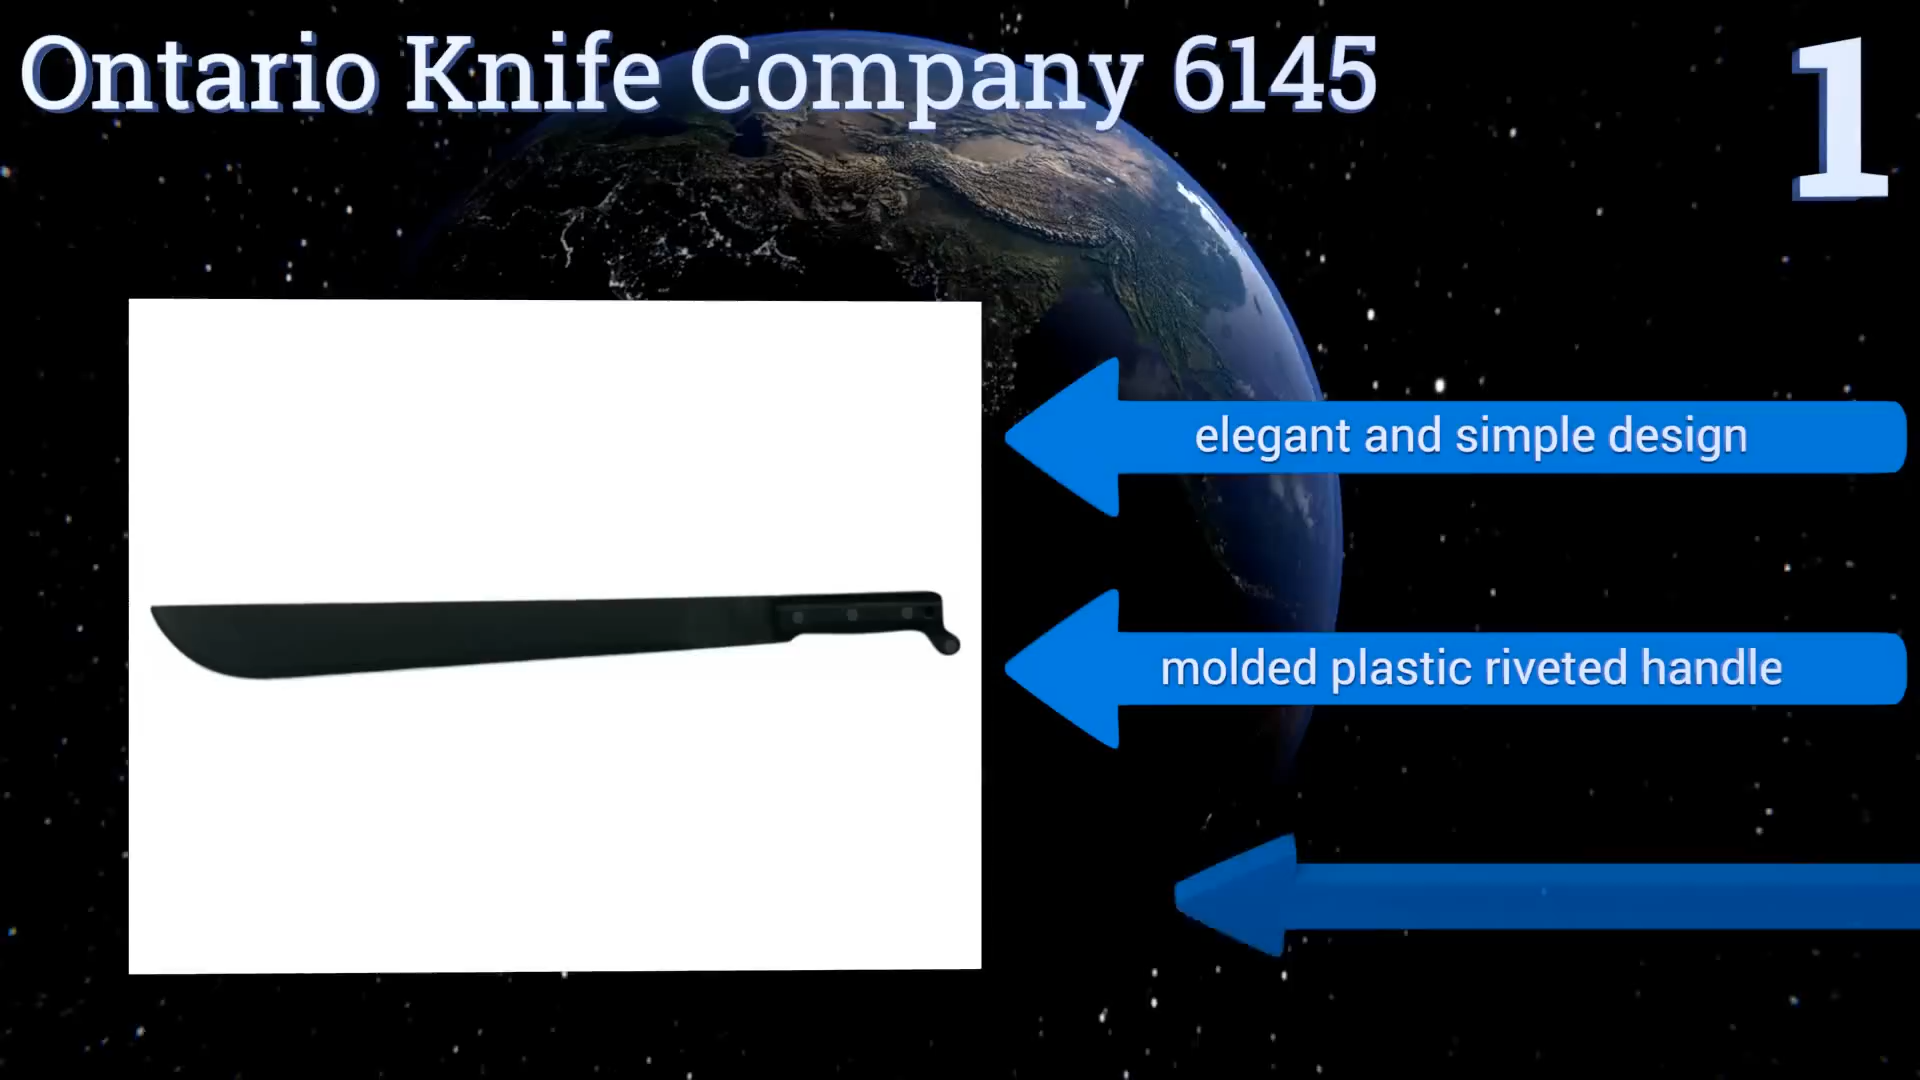 Ontario Knife Company 6145
1
elegant and simple design
molded plastic riveted handle